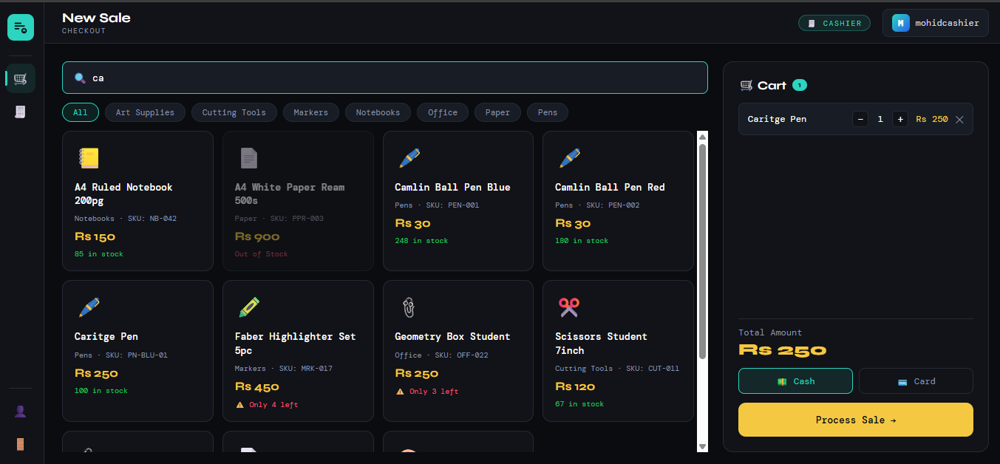 New Sale
CHECKOUT
CASHIER
M
mohidcashier
ca
All
Art Supplies
Cutting Tools
Markers
Notebooks
Office
Paper
Pens
A4 Ruled Notebook
200pg
Notebooks · SKU: NB-042
Rs 150
85 in stock
A4 White Paper Ream
500s
Paper · SKU: PPR-003
Rs 900
Out of Stock
Camlin Ball Pen Blue
Pens · SKU: PEN-001
Rs 30
248 in stock
Camlin Ball Pen Red
Pens · SKU: PEN-002
Rs 30
180 in stock
Caritge Pen
Pens · SKU: PN-BLU-01
Rs 250
100 in stock
Faber Highlighter Set
5pc
Markers · SKU: MRK-017
Rs 450
Only 4 left
Geometry Box Student
Office · SKU: OFF-022
Rs 250
Only 3 left
Scissors Student
7inch
Cutting Tools · SKU: CUT-011
Rs 120
67 in stock
Cart 1
Caritge Pen − 1 + Rs 250 ×
Total Amount
Rs 250
Cash
Card
Process Sale →